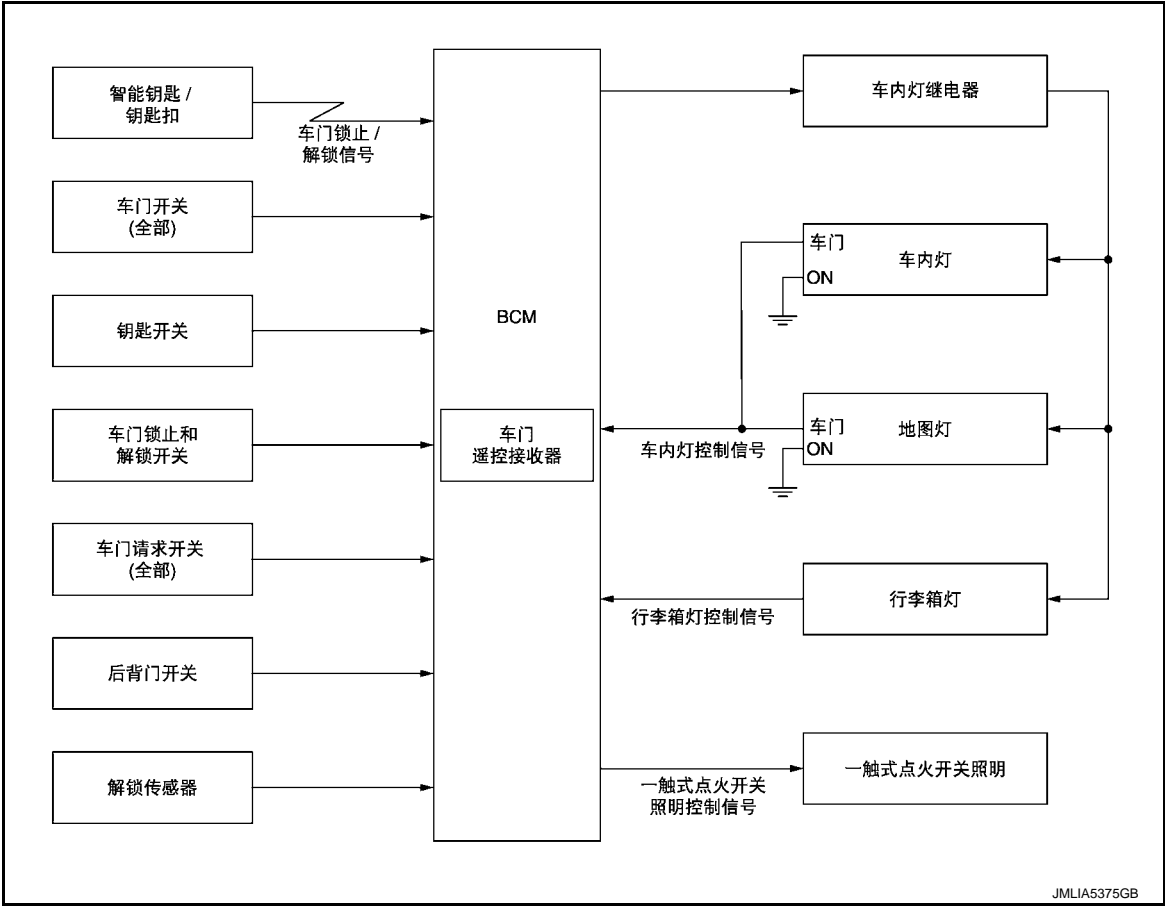 智能钥匙 /
钥匙扣
车门锁止 /
解锁信号
车门开关
(全部)
钥匙开关
车门锁止和
解锁开关
车门请求开关
(全部)
后背门开关
解锁传感器
BCM
车门
遥控接收器
车内灯继电器
车门
ON
车内灯
车门
ON
地图灯
车内灯控制信号
行李箱灯
行李箱灯控制信号
一触式点火开关照明
一触式点火开关
照明控制信号
JMLIA5375GB